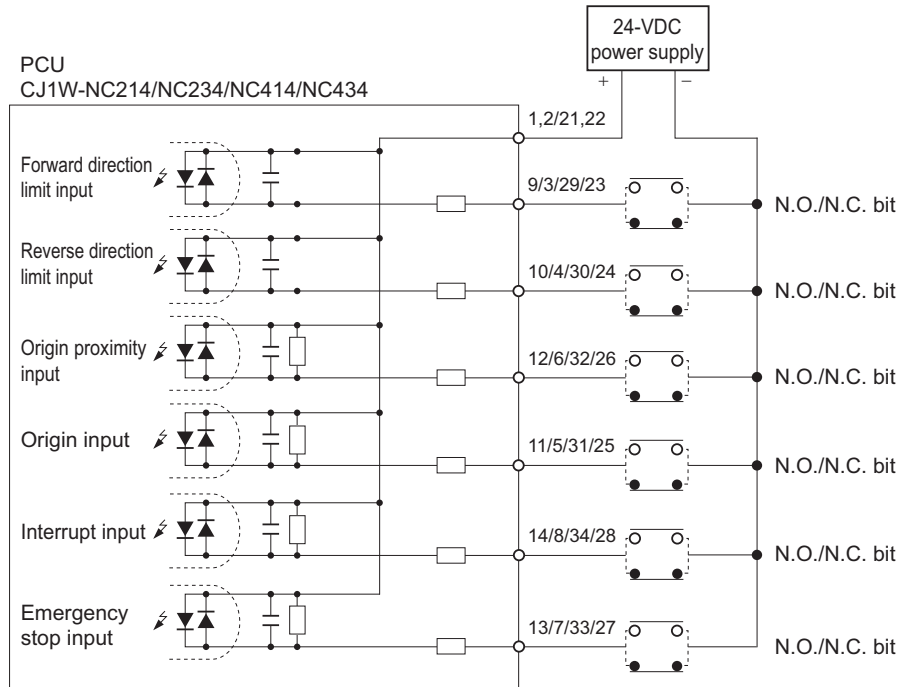 24-VDC
power supply
+
−
PCU
CJ1W-NC214/NC234/NC414/NC434
1,2/21,22
Forward direction
limit input
9/3/29/23
N.O./N.C. bit
Reverse direction
limit input
10/4/30/24
N.O./N.C. bit
Origin proximity
input
12/6/32/26
N.O./N.C. bit
Origin input
11/5/31/25
N.O./N.C. bit
Interrupt input
14/8/34/28
N.O./N.C. bit
Emergency
stop input
13/7/33/27
N.O./N.C. bit